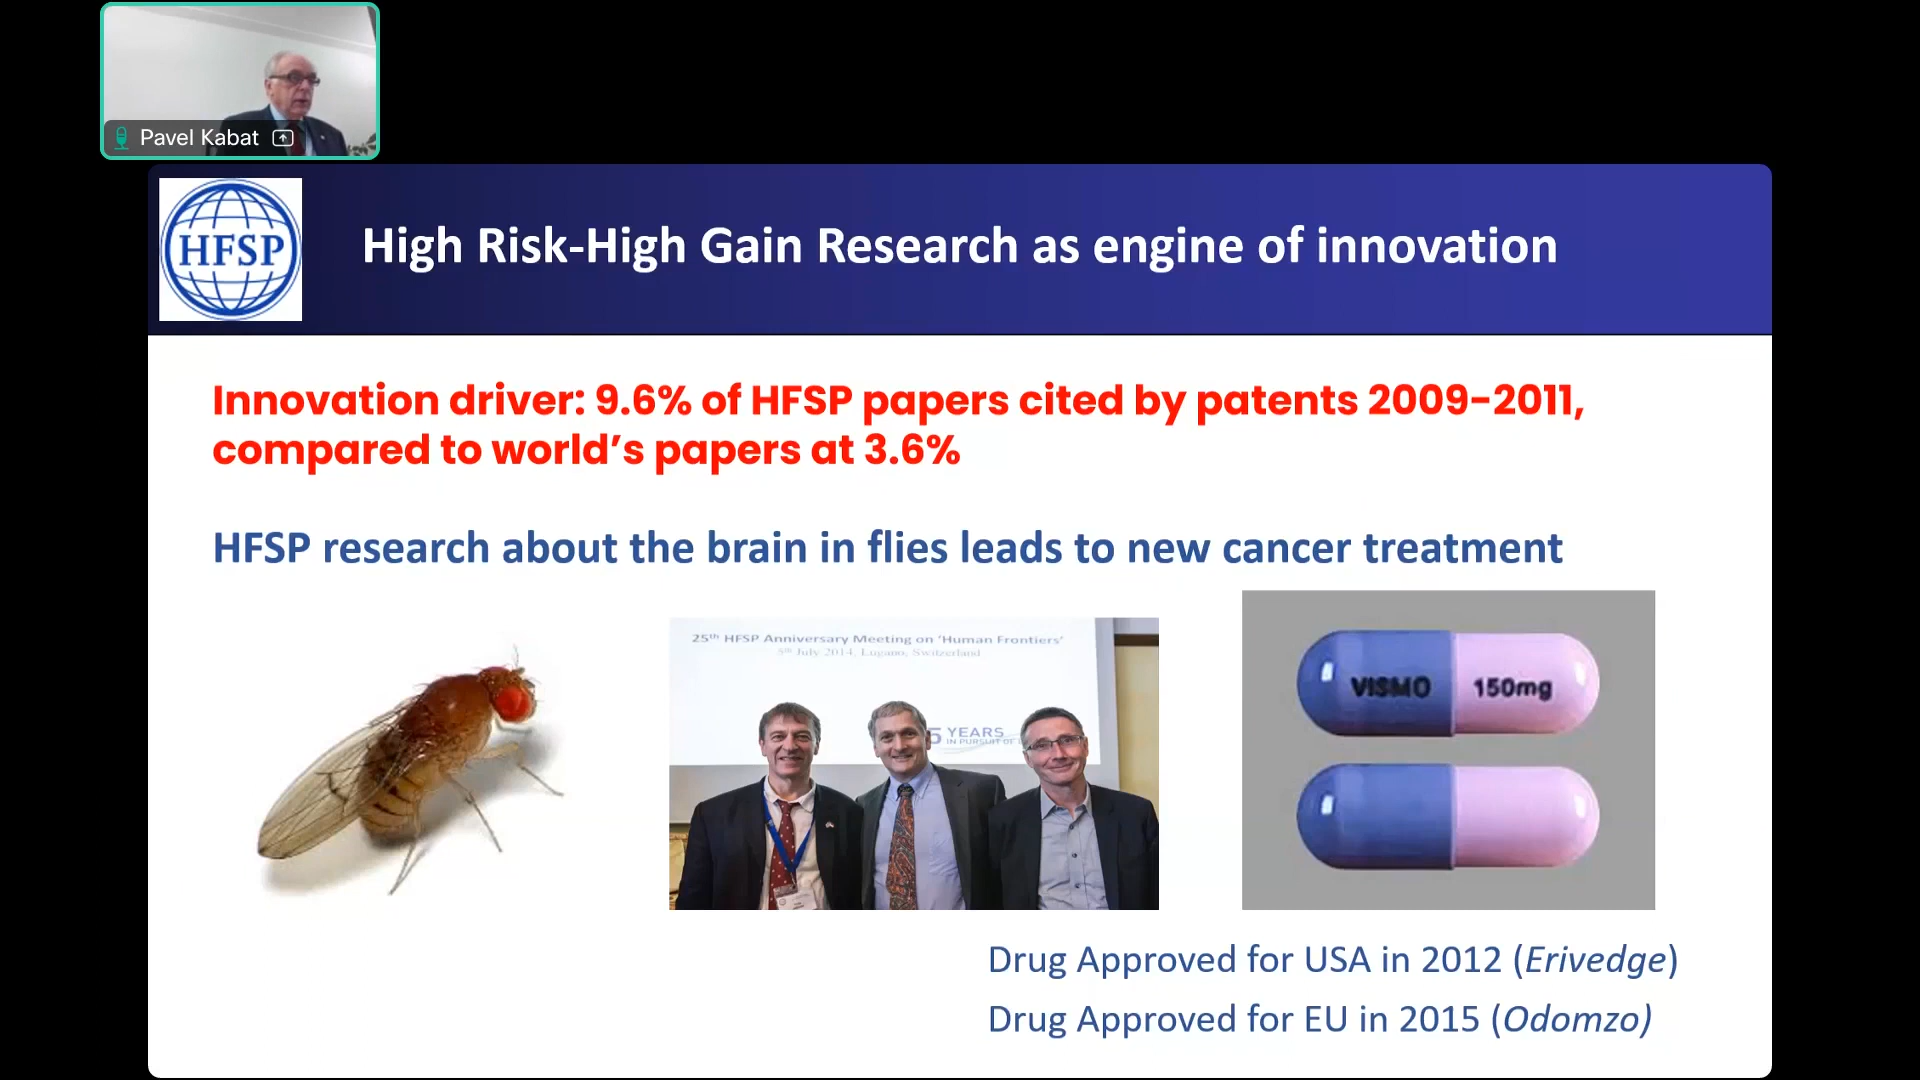 Pavel Kabat
HFSP
High Risk-High Gain Research as engine of innovation
Innovation driver: 9.6% of HFSP papers cited by patents 2009-2011,
compared to world’s papers at 3.6%
HFSP research about the brain in flies leads to new cancer treatment
25th HFSP Anniversary Meeting on ‘Human Frontiers’
5th July 2014, Lugano, Switzerland
5 YEARS
IN PURSUIT OF
VISMO 150mg
Drug Approved for USA in 2012 (Erivedge)
Drug Approved for EU in 2015 (Odomzo)